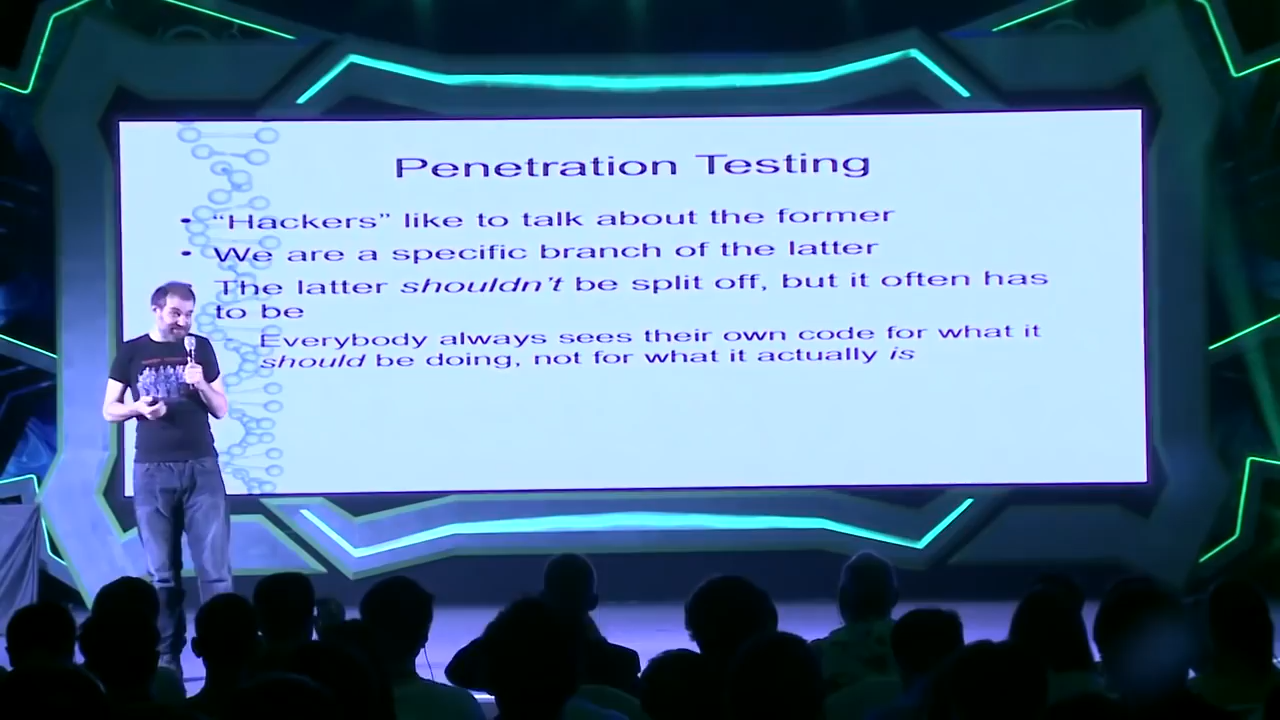 Penetration Testing
• “Hackers” like to talk about the former
• We are a specific branch of the latter
The latter shouldn’t be split off, but it often has
to be
Everybody always sees their own code for what it
should be doing, not for what it actually is